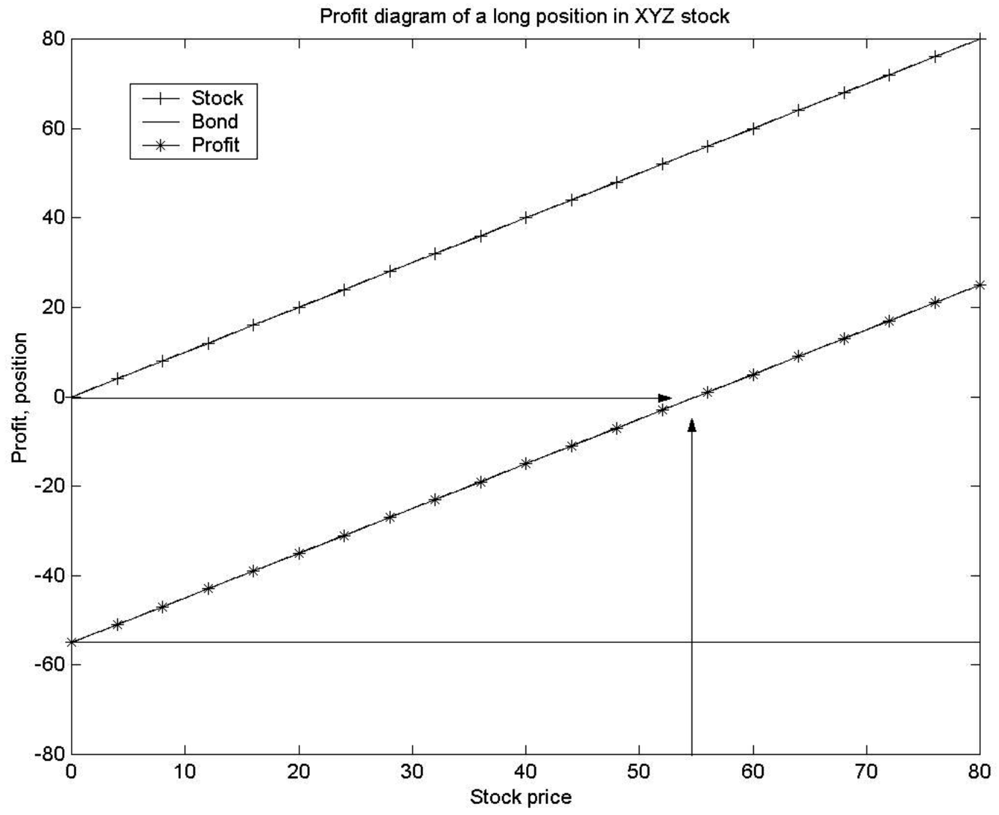 Profit diagram of a long position in XYZ stock
80
60
40
20
0
-20
-40
-60
-80
Profit, position
Stock
Bond
Profit
0 10 20 30 40 50 60 70 80
Stock price